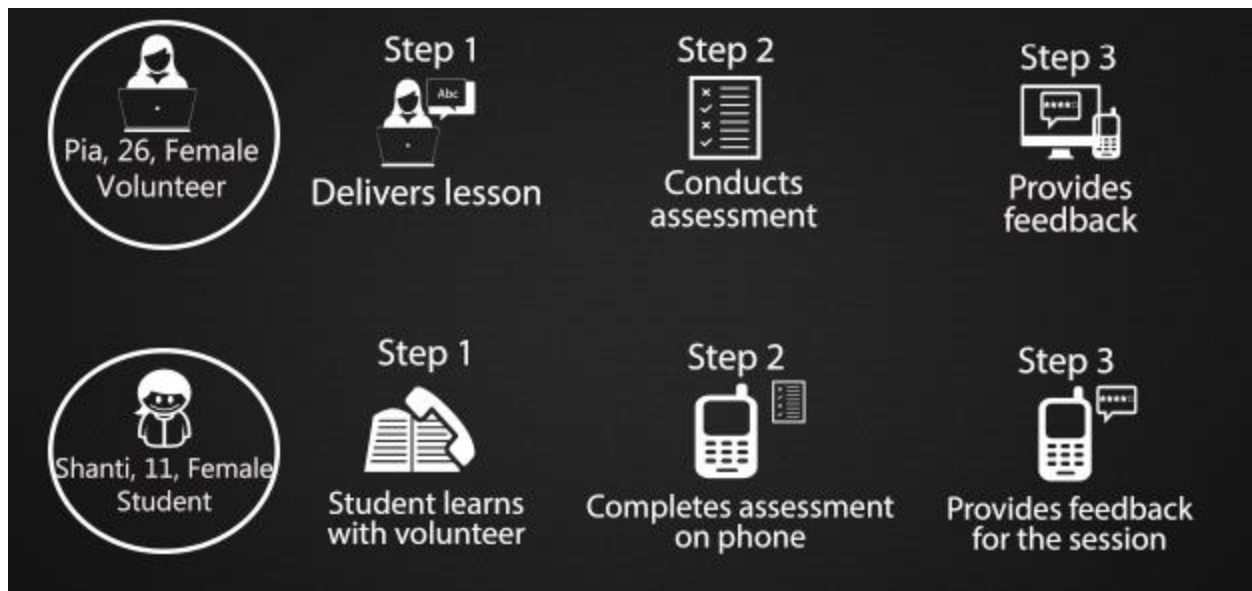 Pia, 26, Female
Volunteer
Step 1
Abc
Delivers lesson
Step 2
Conducts
assessment
Step 3
Provides
feedback
Shanti, 11, Female
Student
Step 1
Student learns
with volunteer
Step 2
Completes assessment
on phone
Step 3
Provides feedback
for the session